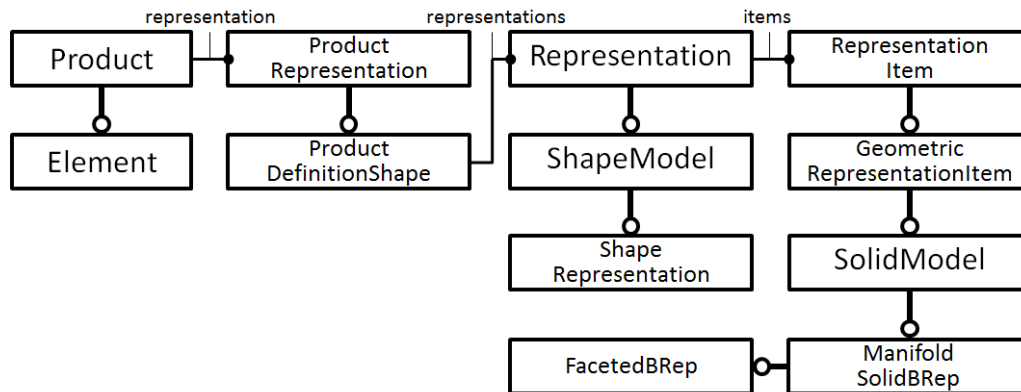 representation
representations
items
Product
Product
Representation
Representation
Representation
Item
Element
Product
DefinitionShape
ShapeModel
Geometric
RepresentationItem
Shape
Representation
SolidModel
FacetedBRep
Manifold
SolidBRep